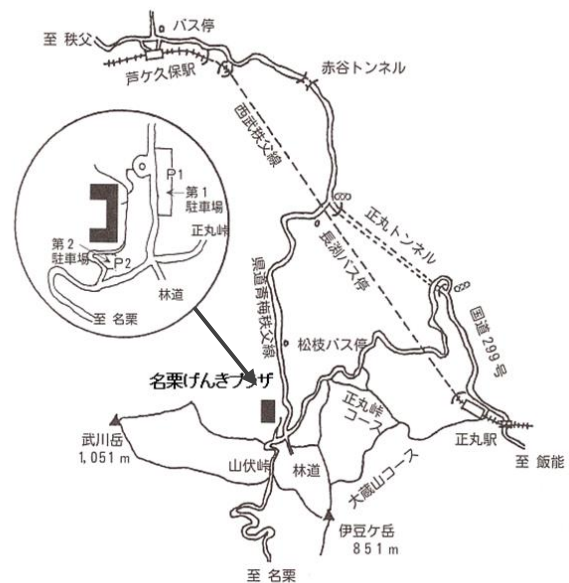 バス停
至 秩父
芦ケ久保駅
赤谷トンネル
西武秩父線
P1
第1
駐車場
正丸峠
第2
駐車場
P2
林道
至 名栗
正丸トンネル
長渕バス停
県道青梅秩父線
国道299号
松枝バス停
名栗げんきプラザ
正丸峠
コース
正丸駅
至 飯能
武川岳
1,051m
山伏峠
林道
大蔵山コース
伊豆ケ岳
851m
至 名栗